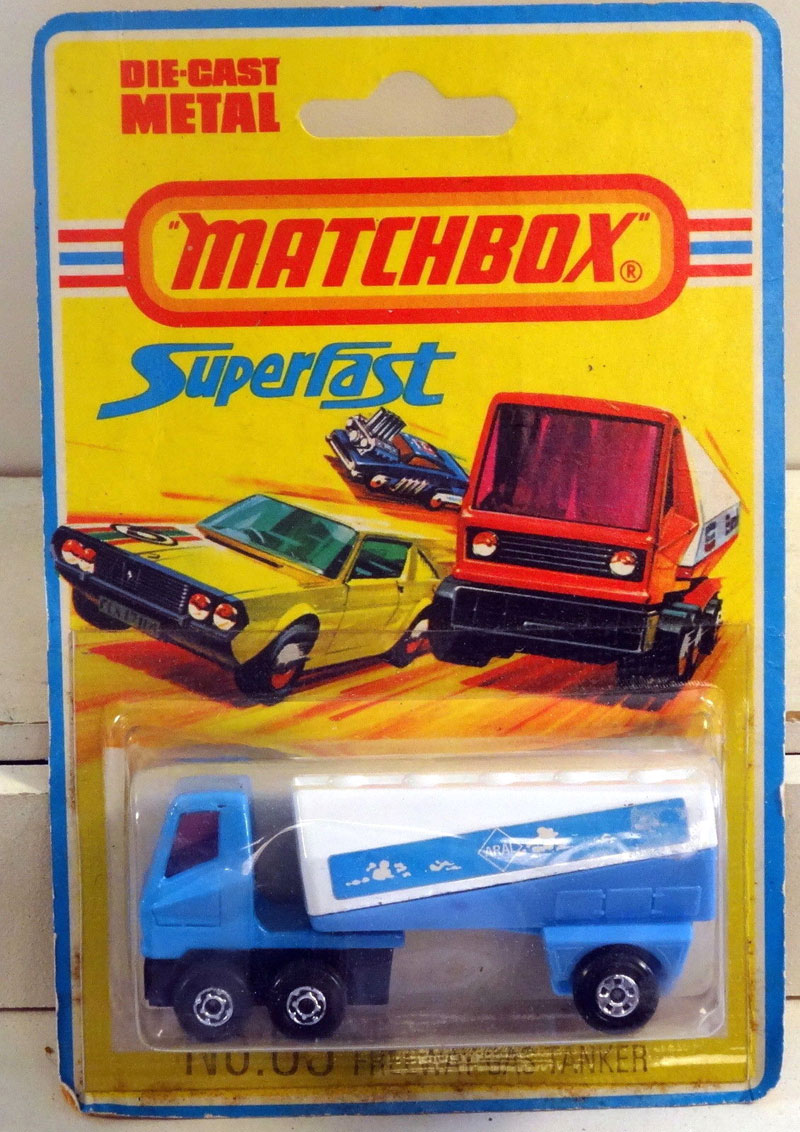 DIE-CAST
METAL
"MATCHBOX"®
Superfast
ARAL
FREEWAY GAS TANKER